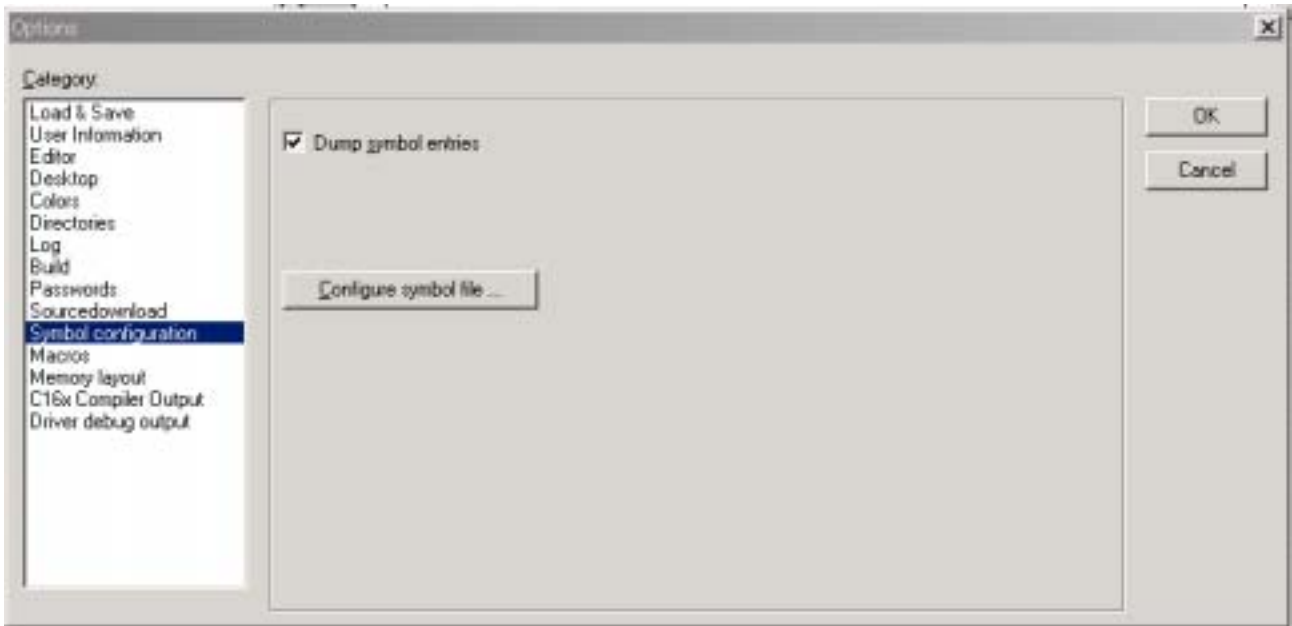 Options
Category:
Load & Save
User Information
Editor
Desktop
Colors
Directories
Log
Build
Passwords
Sourcedownload
Symbol configuration
Macros
Memory layout
C16x Compiler Output
Driver debug output
Dump symbol entries
Configure symbol file ...
OK
Cancel